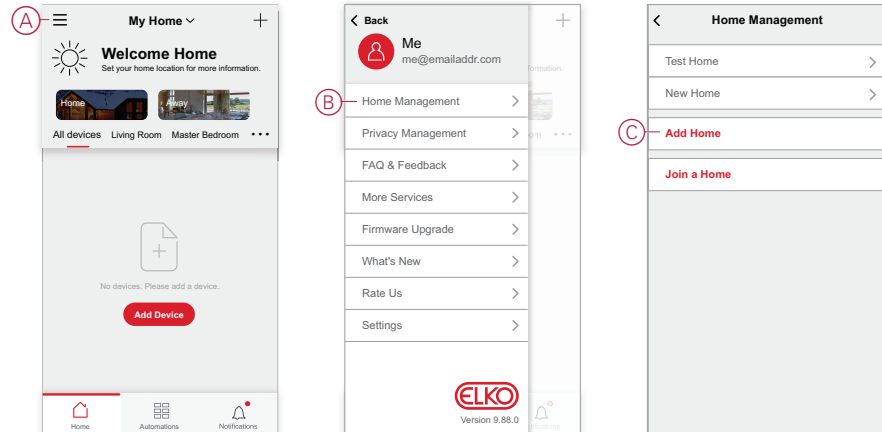 A
My Home
Welcome Home
Set your home location for more information.
Home
Away
All devices Living Room Master Bedroom
No devices. Please add a device.
Add Device
Home
Automations
Notifications
Back
Me
me@emailaddr.com
B
Home Management
Privacy Management
FAQ & Feedback
More Services
Firmware Upgrade
What's New
Rate Us
Settings
ELKO
Version 9.88.0
Home Management
Test Home
New Home
C
Add Home
Join a Home